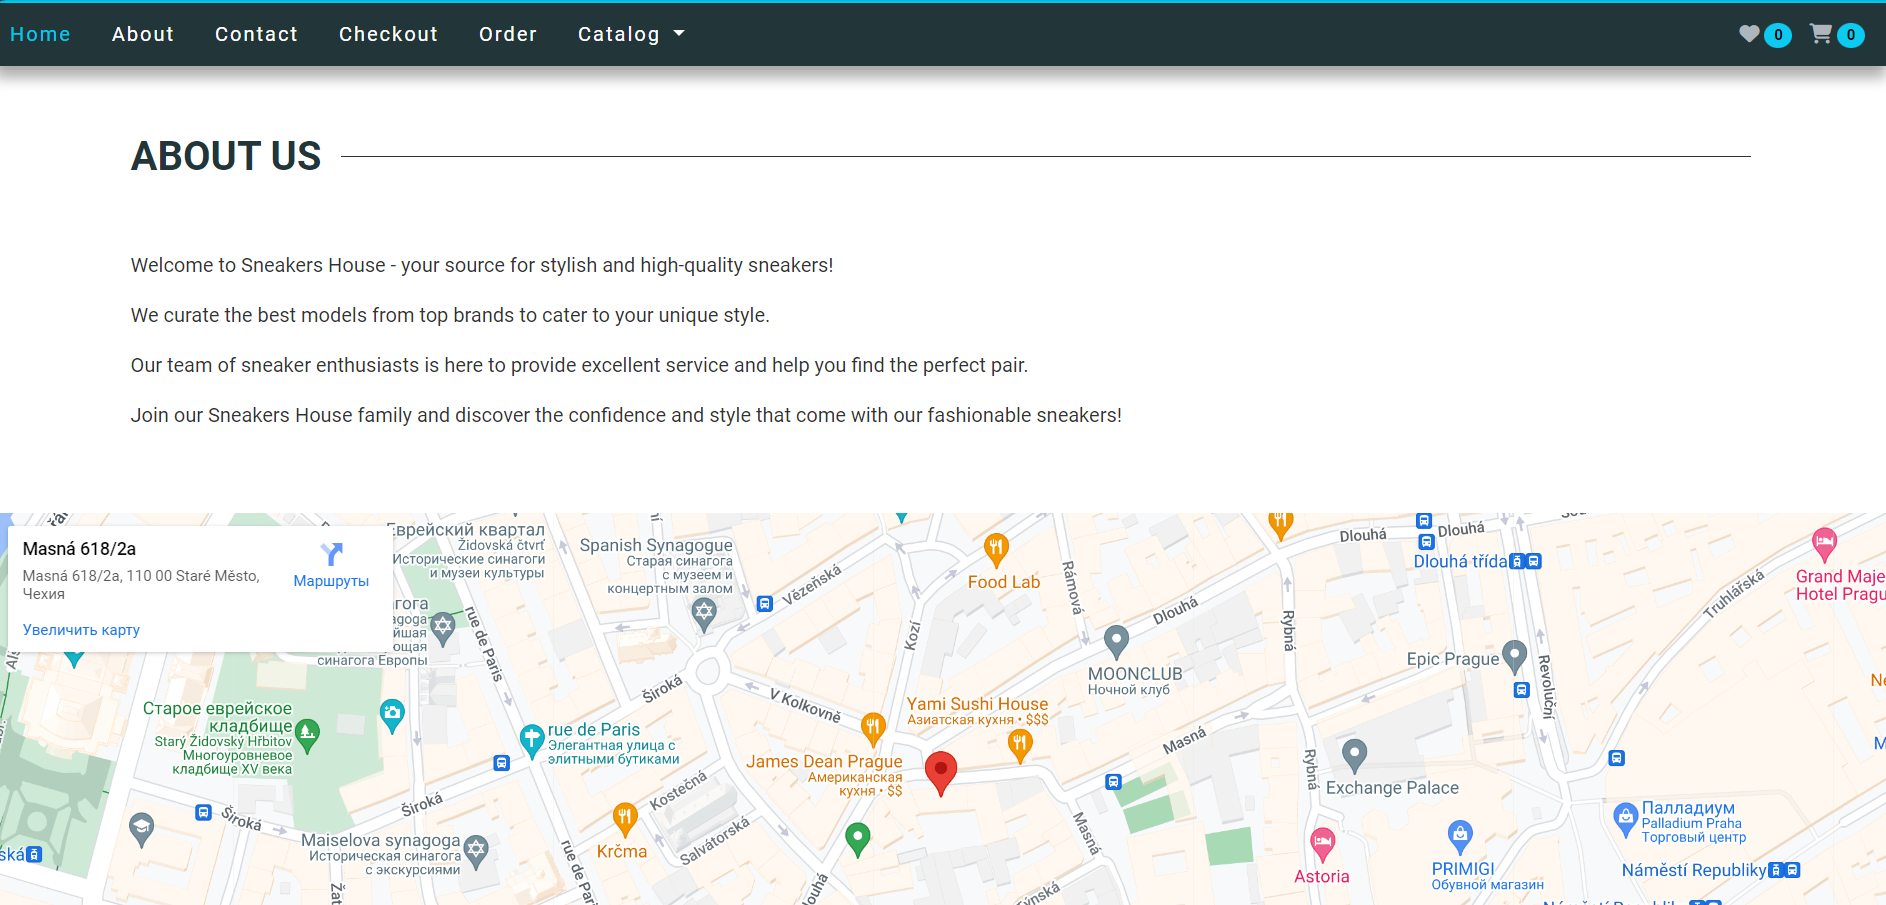 Home About Contact Checkout Order Catalog 0 0
ABOUT US
Welcome to Sneakers House - your source for stylish and high-quality sneakers!
We curate the best models from top brands to cater to your unique style.
Our team of sneaker enthusiasts is here to provide excellent service and help you find the perfect pair.
Join our Sneakers House family and discover the confidence and style that come with our fashionable sneakers!
Masná 618/2a
Masná 618/2a, 110 00 Staré Město,
Чехия
Маршруты
Увеличить карту
Еврейский квартал
Židovská čtvrť
Исторические синагоги
и музеи культуры
Spanish Synagogue
Старая синагога
с музеем и
концертным залом
синагога Европы
Food Lab
Vězeňská
Kozí
Rámová
Dlouhá
Dlouhá
Dlouhá
Dlouhá třída
Rybná
Truhlářská
Grand Maje
Hotel Pragu
MOONCLUB
Ночной клуб
Epic Prague
Revoluční
rue de Paris
Široká
V Kolkovně
Yami Sushi House
Азиатская кухня • $$$
Старое еврейское
кладбище
Starý Židovský Hřbitov
Многоуровневое
кладбище XV века
rue de Paris
Элегантная улица с
элитными бутиками
James Dean Prague
Американская
кухня • $$
Masná
Rybná
Exchange Palace
Kostečná
Široká
Široká
Salvátorská
Krčma
Maiselova synagoga
Историческая синагога
с экскурсиями
rue de Paris
Masná
Astoria
PRIMIGI
Обувной магазин
Палладиум
Palladium Praha
Торговый центр
Náměstí Republiky